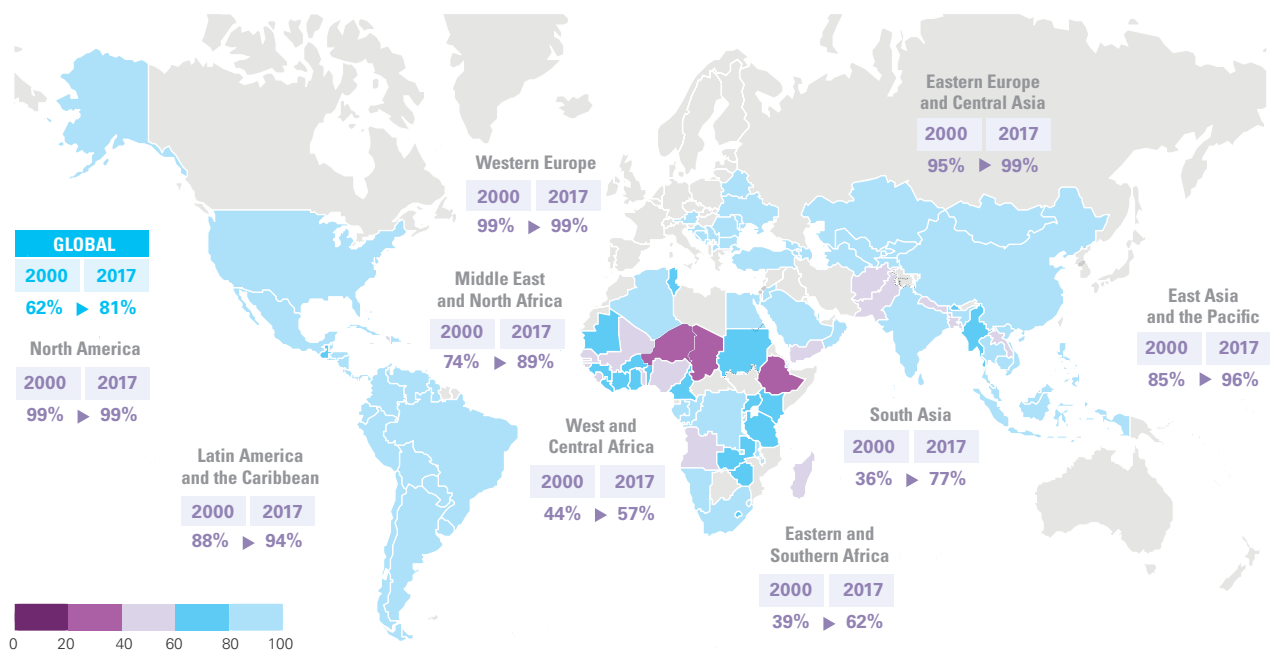 Eastern Europe
and Central Asia
2000 2017
95% ▶ 99%
Western Europe
2000 2017
99% ▶ 99%
GLOBAL
2000 2017
62% ▶ 81%
Middle East
and North Africa
2000 2017
74% ▶ 89%
East Asia
and the Pacific
2000 2017
85% ▶ 96%
North America
2000 2017
99% ▶ 99%
South Asia
2000 2017
36% ▶ 77%
West and
Central Africa
2000 2017
44% ▶ 57%
Latin America
and the Caribbean
2000 2017
88% ▶ 94%
Eastern and
Southern Africa
2000 2017
39% ▶ 62%
0 20 40 60 80 100